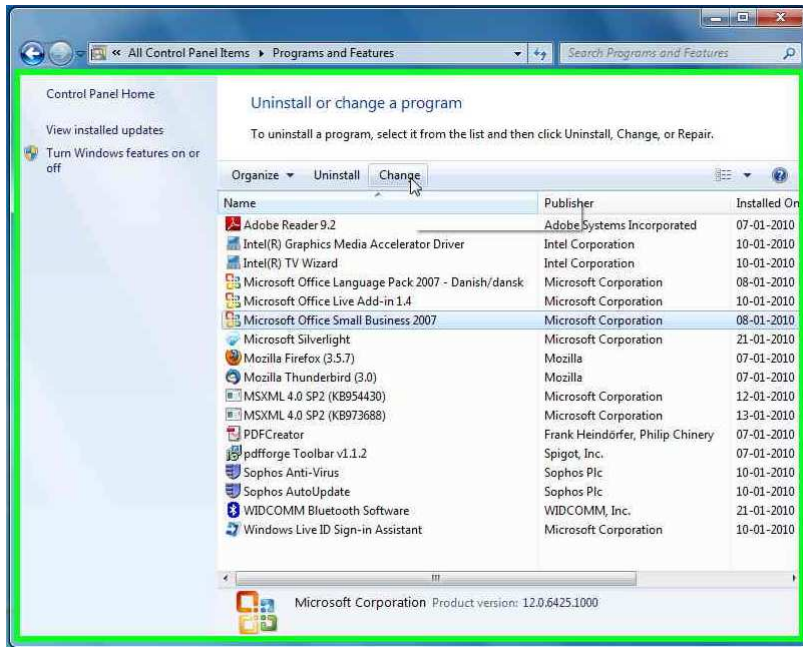 « All Control Panel Items ▸ Programs and Features
Search Programs and Features
Control Panel Home
View installed updates
Turn Windows features on or
off
Uninstall or change a program
To uninstall a program, select it from the list and then click Uninstall, Change, or Repair.
Organize Uninstall Change
Name Publisher Installed On
Adobe Reader 9.2 Adobe Systems Incorporated 07-01-2010
Intel(R) Graphics Media Accelerator Driver Intel Corporation 10-01-2010
Intel(R) TV Wizard Intel Corporation 10-01-2010
Microsoft Office Language Pack 2007 - Danish/dansk Microsoft Corporation 08-01-2010
Microsoft Office Live Add-in 1.4 Microsoft Corporation 10-01-2010
Microsoft Office Small Business 2007 Microsoft Corporation 08-01-2010
Microsoft Silverlight Microsoft Corporation 21-01-2010
Mozilla Firefox (3.5.7) Mozilla 07-01-2010
Mozilla Thunderbird (3.0) Mozilla 07-01-2010
MSXML 4.0 SP2 (KB954430) Microsoft Corporation 12-01-2010
MSXML 4.0 SP2 (KB973688) Microsoft Corporation 13-01-2010
PDFCreator Frank Heindörfer, Philip Chinery 07-01-2010
pdfforge Toolbar v1.1.2 Spigot, Inc. 07-01-2010
Sophos Anti-Virus Sophos Plc 10-01-2010
Sophos AutoUpdate Sophos Plc 10-01-2010
WIDCOMM Bluetooth Software WIDCOMM, Inc. 21-01-2010
Windows Live ID Sign-in Assistant Microsoft Corporation 10-01-2010
Microsoft Corporation Product version: 12.0.6425.1000